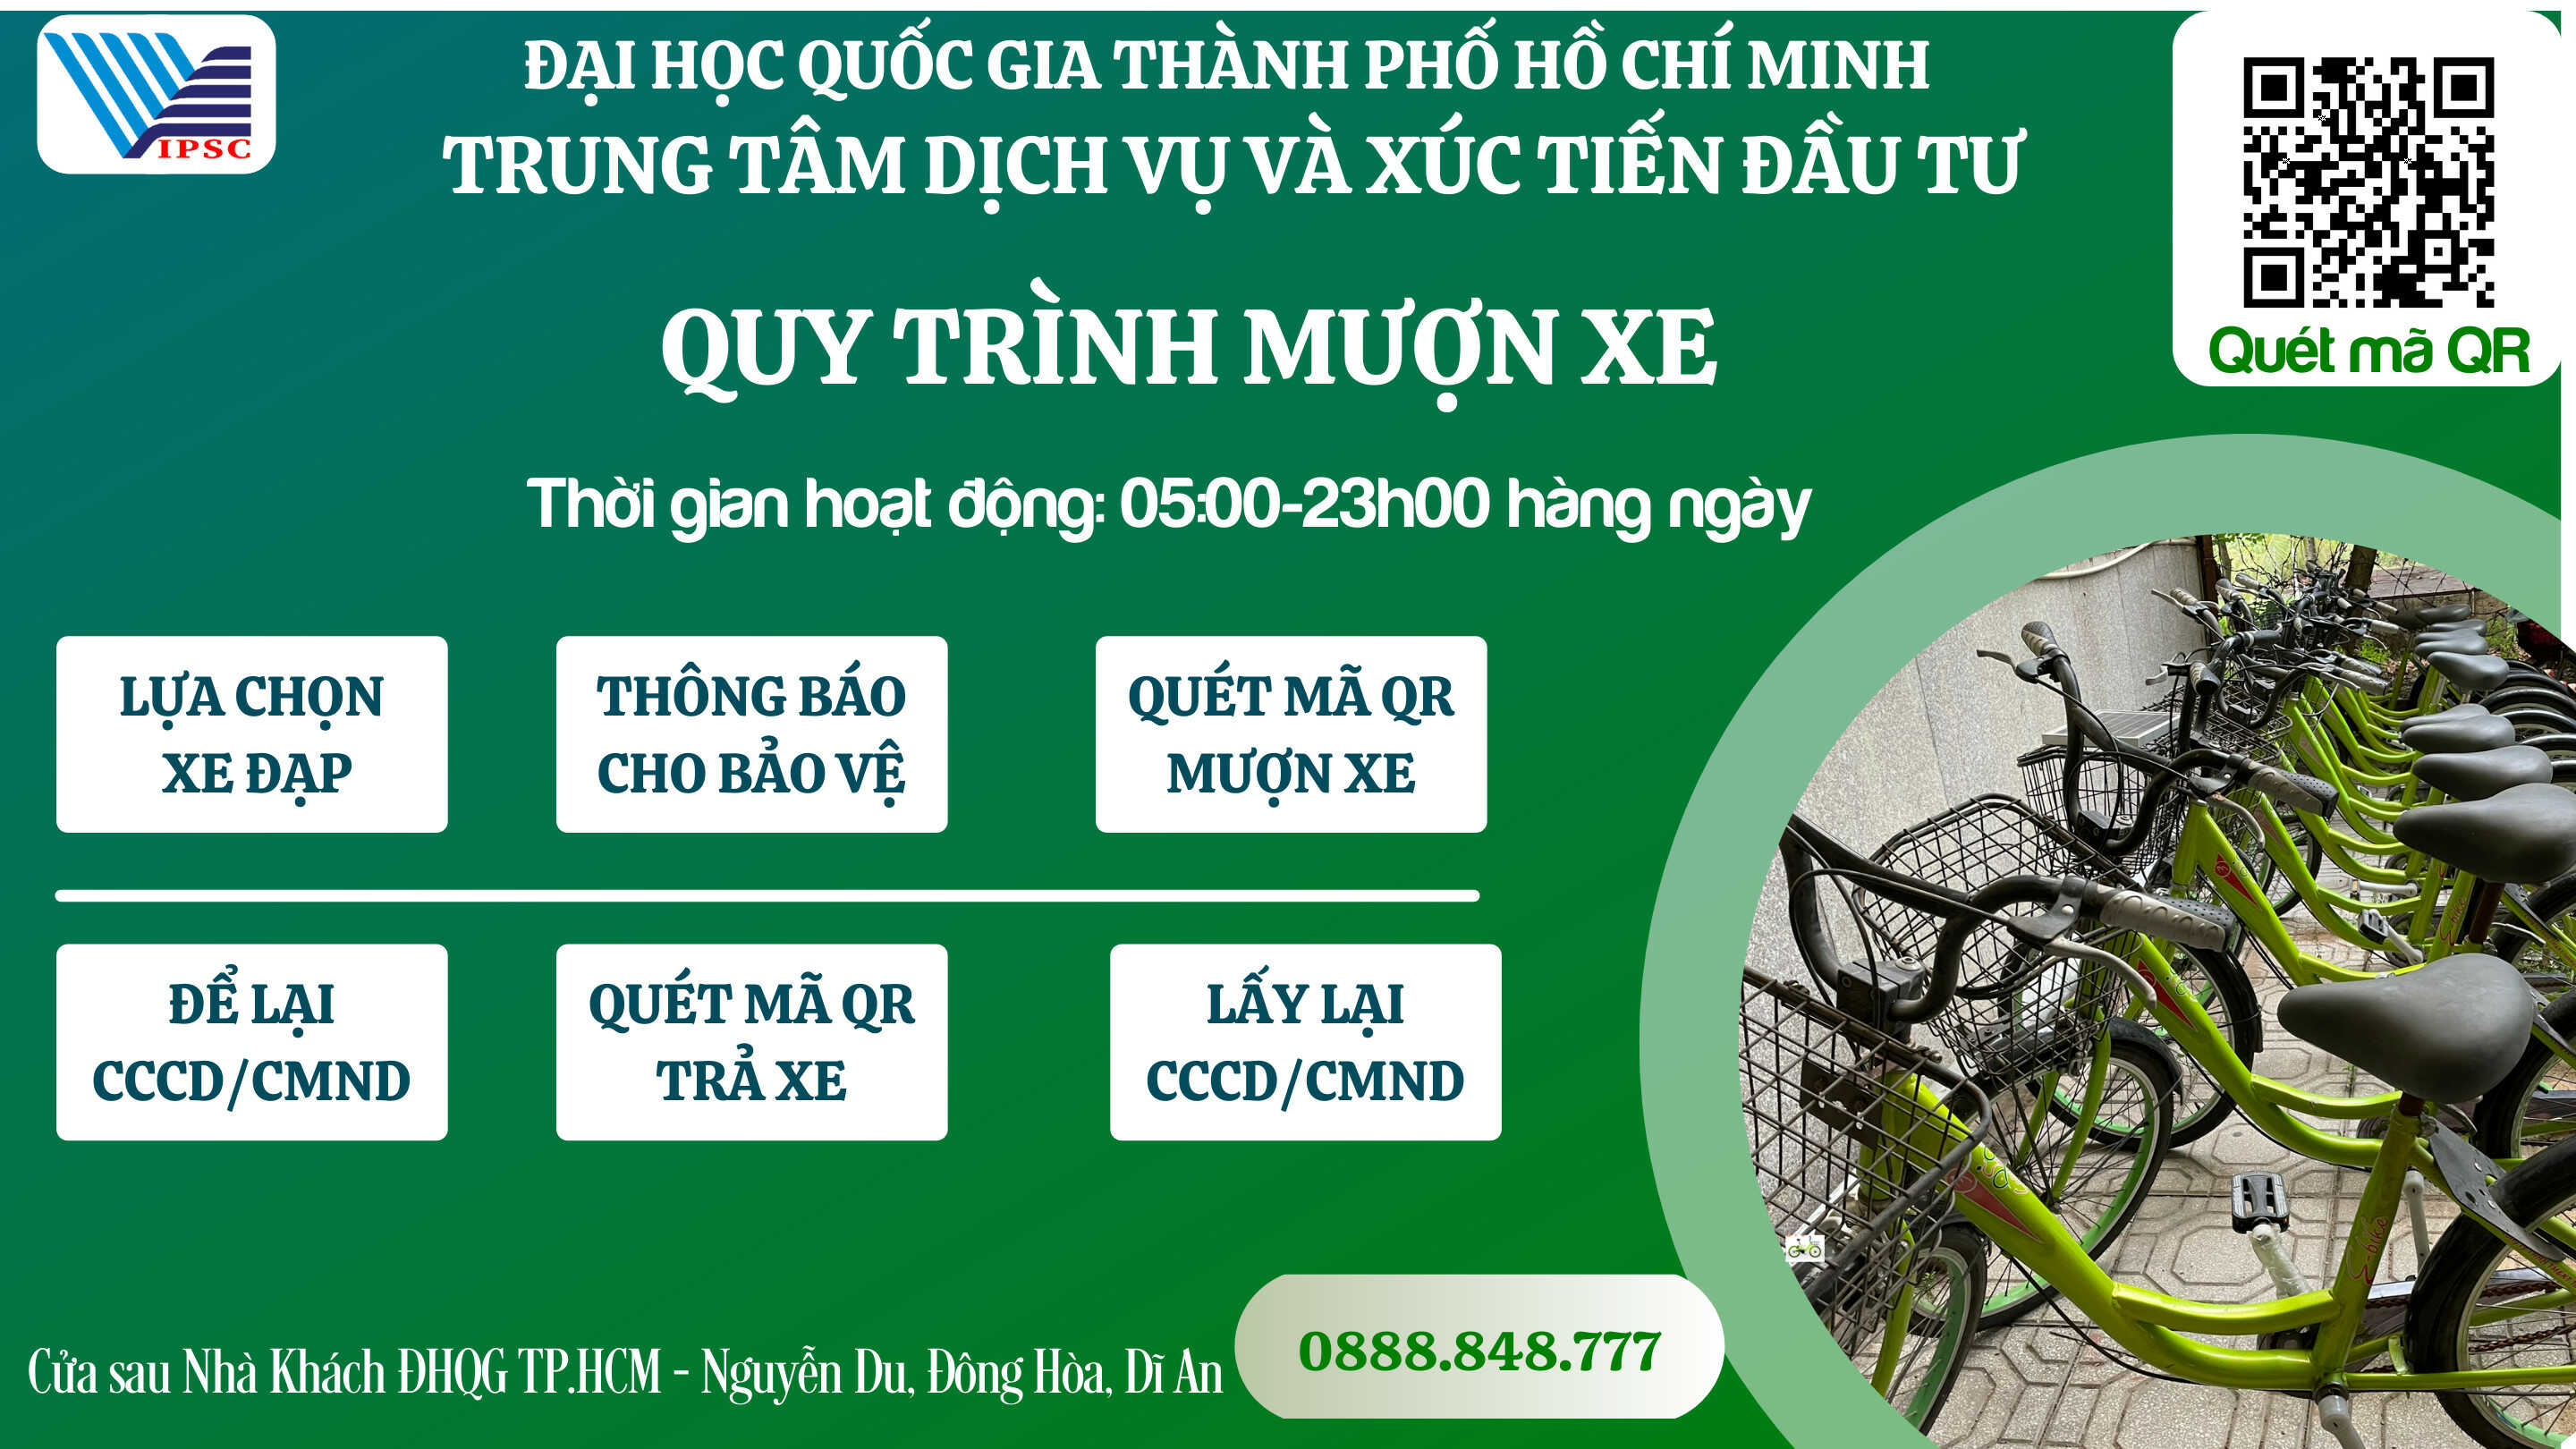 IPSC
ĐẠI HỌC QUỐC GIA THÀNH PHỐ HỒ CHÍ MINH
TRUNG TÂM DỊCH VỤ VÀ XÚC TIẾN ĐẦU TƯ
Quét mã QR
QUY TRÌNH MƯỢN XE
Thời gian hoạt động: 05:00-23h00 hàng ngày
LỰA CHỌN
XE ĐẠP
THÔNG BÁO
CHO BẢO VỆ
QUÉT MÃ QR
MƯỢN XE
ĐỂ LẠI
CCCD/CMND
QUÉT MÃ QR
TRẢ XE
LẤY LẠI
CCCD/CMND
Cửa sau Nhà Khách ĐHQG TP.HCM - Nguyễn Du, Đông Hòa, Dĩ An
0888.848.777